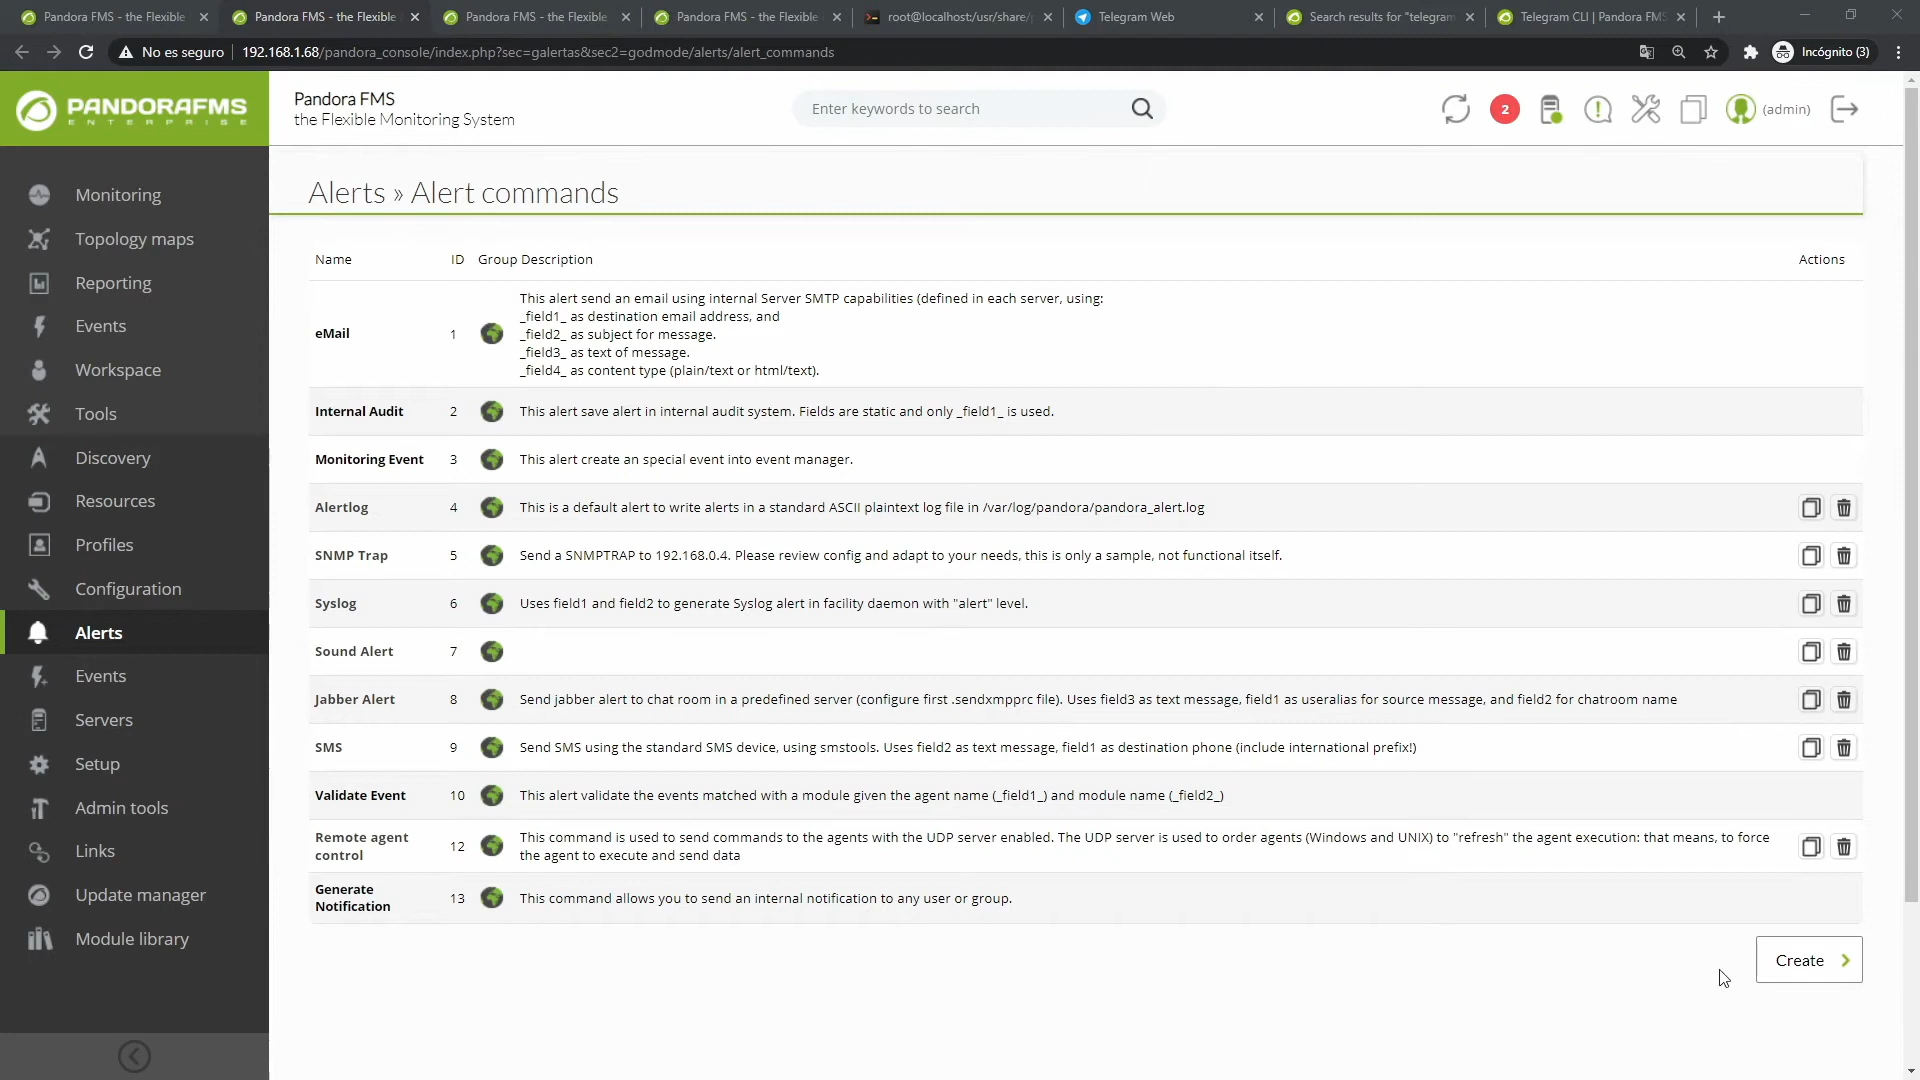 Pandora FMS - the Flexible
Pandora FMS - the Flexible
Pandora FMS - the Flexible
Pandora FMS - the Flexible
root@localhost:/usr/share/p
Telegram Web
Search results for "telegram
Telegram CLI | Pandora FMS
No es seguro
192.168.1.68/pandora_console/index.php?sec=galertas&sec2=godmode/alerts/alert_commands
Incógnito (3)
PANDORAFMS
ENTERPRISE
Pandora FMS
the Flexible Monitoring System
Enter keywords to search
2
(admin)
Monitoring
Topology maps
Reporting
Events
Workspace
Tools
Discovery
Resources
Profiles
Configuration
Alerts
Events
Servers
Setup
Admin tools
Links
Update manager
Module library
Alerts » Alert commands
Name ID Group Description Actions
eMail 1
This alert send an email using internal Server SMTP capabilities (defined in each server, using:
_field1_ as destination email address, and
_field2_ as subject for message.
_field3_ as text of message.
_field4_ as content type (plain/text or html/text).
Internal Audit 2 This alert save alert in internal audit system. Fields are static and only _field1_ is used.
Monitoring Event 3 This alert create an special event into event manager.
Alertlog 4 This is a default alert to write alerts in a standard ASCII plaintext log file in /var/log/pandora/pandora_alert.log
SNMP Trap 5 Send a SNMPTRAP to 192.168.0.4. Please review config and adapt to your needs, this is only a sample, not functional itself.
Syslog 6 Uses field1 and field2 to generate Syslog alert in facility daemon with "alert" level.
Sound Alert 7
Jabber Alert 8 Send jabber alert to chat room in a predefined server (configure first .sendxmpprc file). Uses field3 as text message, field1 as useralias for source message, and field2 for chatroom name
SMS 9 Send SMS using the standard SMS device, using smstools. Uses field2 as text message, field1 as destination phone (include international prefix!)
Validate Event 10 This alert validate the events matched with a module given the agent name (_field1_) and module name (_field2_)
Remote agent
control
12
This command is used to send commands to the agents with the UDP server enabled. The UDP server is used to order agents (Windows and UNIX) to "refresh" the agent execution: that means, to force
the agent to execute and send data
Generate
Notification
13 This command allows you to send an internal notification to any user or group.
Create